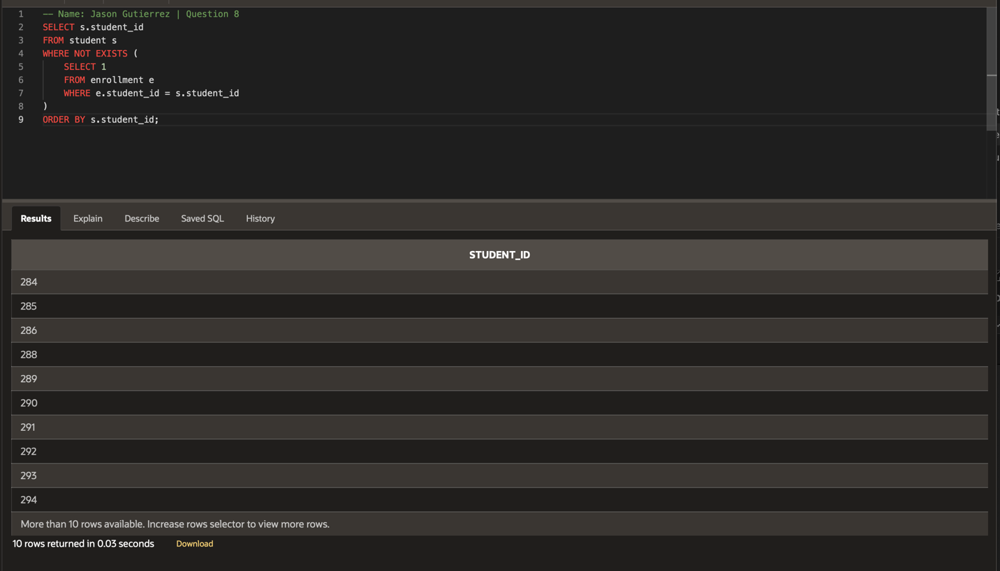 1 -- Name: Jason Gutierrez | Question 8
2 SELECT s.student_id
3 FROM student s
4 WHERE NOT EXISTS (
5 SELECT 1
6 FROM enrollment e
7 WHERE e.student_id = s.student_id
8 )
9 ORDER BY s.student_id;
Results Explain Describe Saved SQL History
STUDENT_ID
284
285
286
288
289
290
291
292
293
294
More than 10 rows available. Increase rows selector to view more rows.
10 rows returned in 0.03 seconds Download